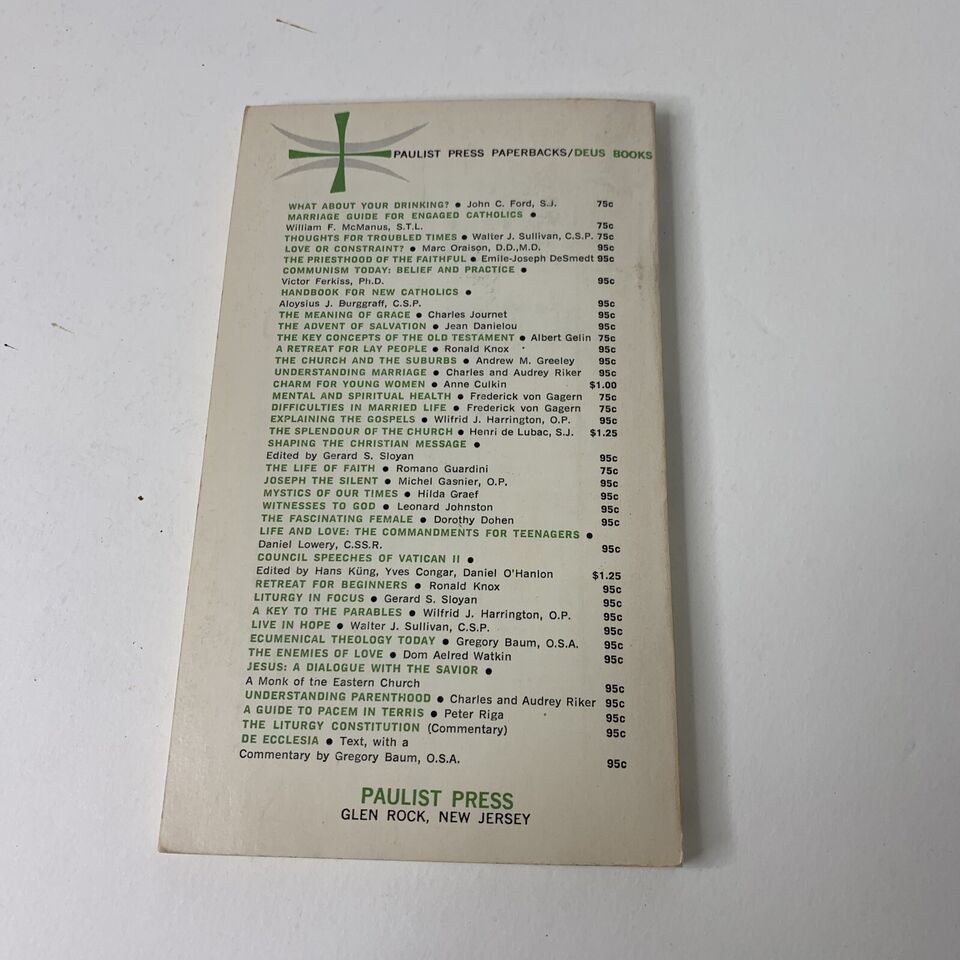 PAULIST PRESS PAPERBACKS/DEUS BOOKS
WHAT ABOUT YOUR DRINKING? ● John C. Ford, S.J. 75c
MARRIAGE GUIDE FOR ENGAGED CATHOLICS ●
William F. McManus, S.T.L. 75c
THOUGHTS FOR TROUBLED TIMES ● Walter J. Sullivan, C.S.P. 75c
LOVE OR CONSTRAINT? ● Marc Oraison, D.D.,M.D. 95c
THE PRIESTHOOD OF THE FAITHFUL ● Emile-Joseph DeSmedt 95c
COMMUNISM TODAY: BELIEF AND PRACTICE ●
Victor Ferkiss, Ph.D. 95c
HANDBOOK FOR NEW CATHOLICS ●
Aloysius J. Burggraff, C.S.P. 95c
THE MEANING OF GRACE ● Charles Journet 95c
THE ADVENT OF SALVATION ● Jean Danielou 95c
THE KEY CONCEPTS OF THE OLD TESTAMENT ● Albert Gelin 75c
A RETREAT FOR LAY PEOPLE ● Ronald Knox 95c
THE CHURCH AND THE SUBURBS ● Andrew M. Greeley 95c
UNDERSTANDING MARRIAGE ● Charles and Audrey Riker 95c
CHARM FOR YOUNG WOMEN ● Anne Culkin $1.00
MENTAL AND SPIRITUAL HEALTH ● Frederick von Gagern 75c
DIFFICULTIES IN MARRIED LIFE ● Frederick von Gagern 75c
EXPLAINING THE GOSPELS ● Wilfrid J. Harrington, O.P. 95c
THE SPLENDOUR OF THE CHURCH ● Henri de Lubac, S.J. $1.25
SHAPING THE CHRISTIAN MESSAGE ●
Edited by Gerard S. Sloyan 95c
THE LIFE OF FAITH ● Romano Guardini 75c
JOSEPH THE SILENT ● Michel Gasnier, O.P. 95c
MYSTICS OF OUR TIMES ● Hilda Graef 95c
WITNESSES TO GOD ● Leonard Johnston 95c
THE FASCINATING FEMALE ● Dorothy Dohen 95c
LIFE AND LOVE: THE COMMANDMENTS FOR TEENAGERS ●
Daniel Lowery, C.SS.R. 95c
COUNCIL SPEECHES OF VATICAN II ●
Edited by Hans Küng, Yves Congar, Daniel O'Hanlon $1.25
RETREAT FOR BEGINNERS ● Ronald Knox 95c
LITURGY IN FOCUS ● Gerard S. Sloyan 95c
A KEY TO THE PARABLES ● Wilfrid J. Harrington, O.P. 95c
LIVE IN HOPE ● Walter J. Sullivan, C.S.P. 95c
ECUMENICAL THEOLOGY TODAY ● Gregory Baum, O.S.A. 95c
THE ENEMIES OF LOVE ● Dom Aelred Watkin 95c
JESUS: A DIALOGUE WITH THE SAVIOR ●
A Monk of the Eastern Church 95c
UNDERSTANDING PARENTHOOD ● Charles and Audrey Riker 95c
A GUIDE TO PACEM IN TERRIS ● Peter Riga 95c
THE LITURGY CONSTITUTION (Commentary) 95c
DE ECCLESIA ● Text, with a
Commentary by Gregory Baum, O.S.A. 95c
PAULIST PRESS
GLEN ROCK, NEW JERSEY